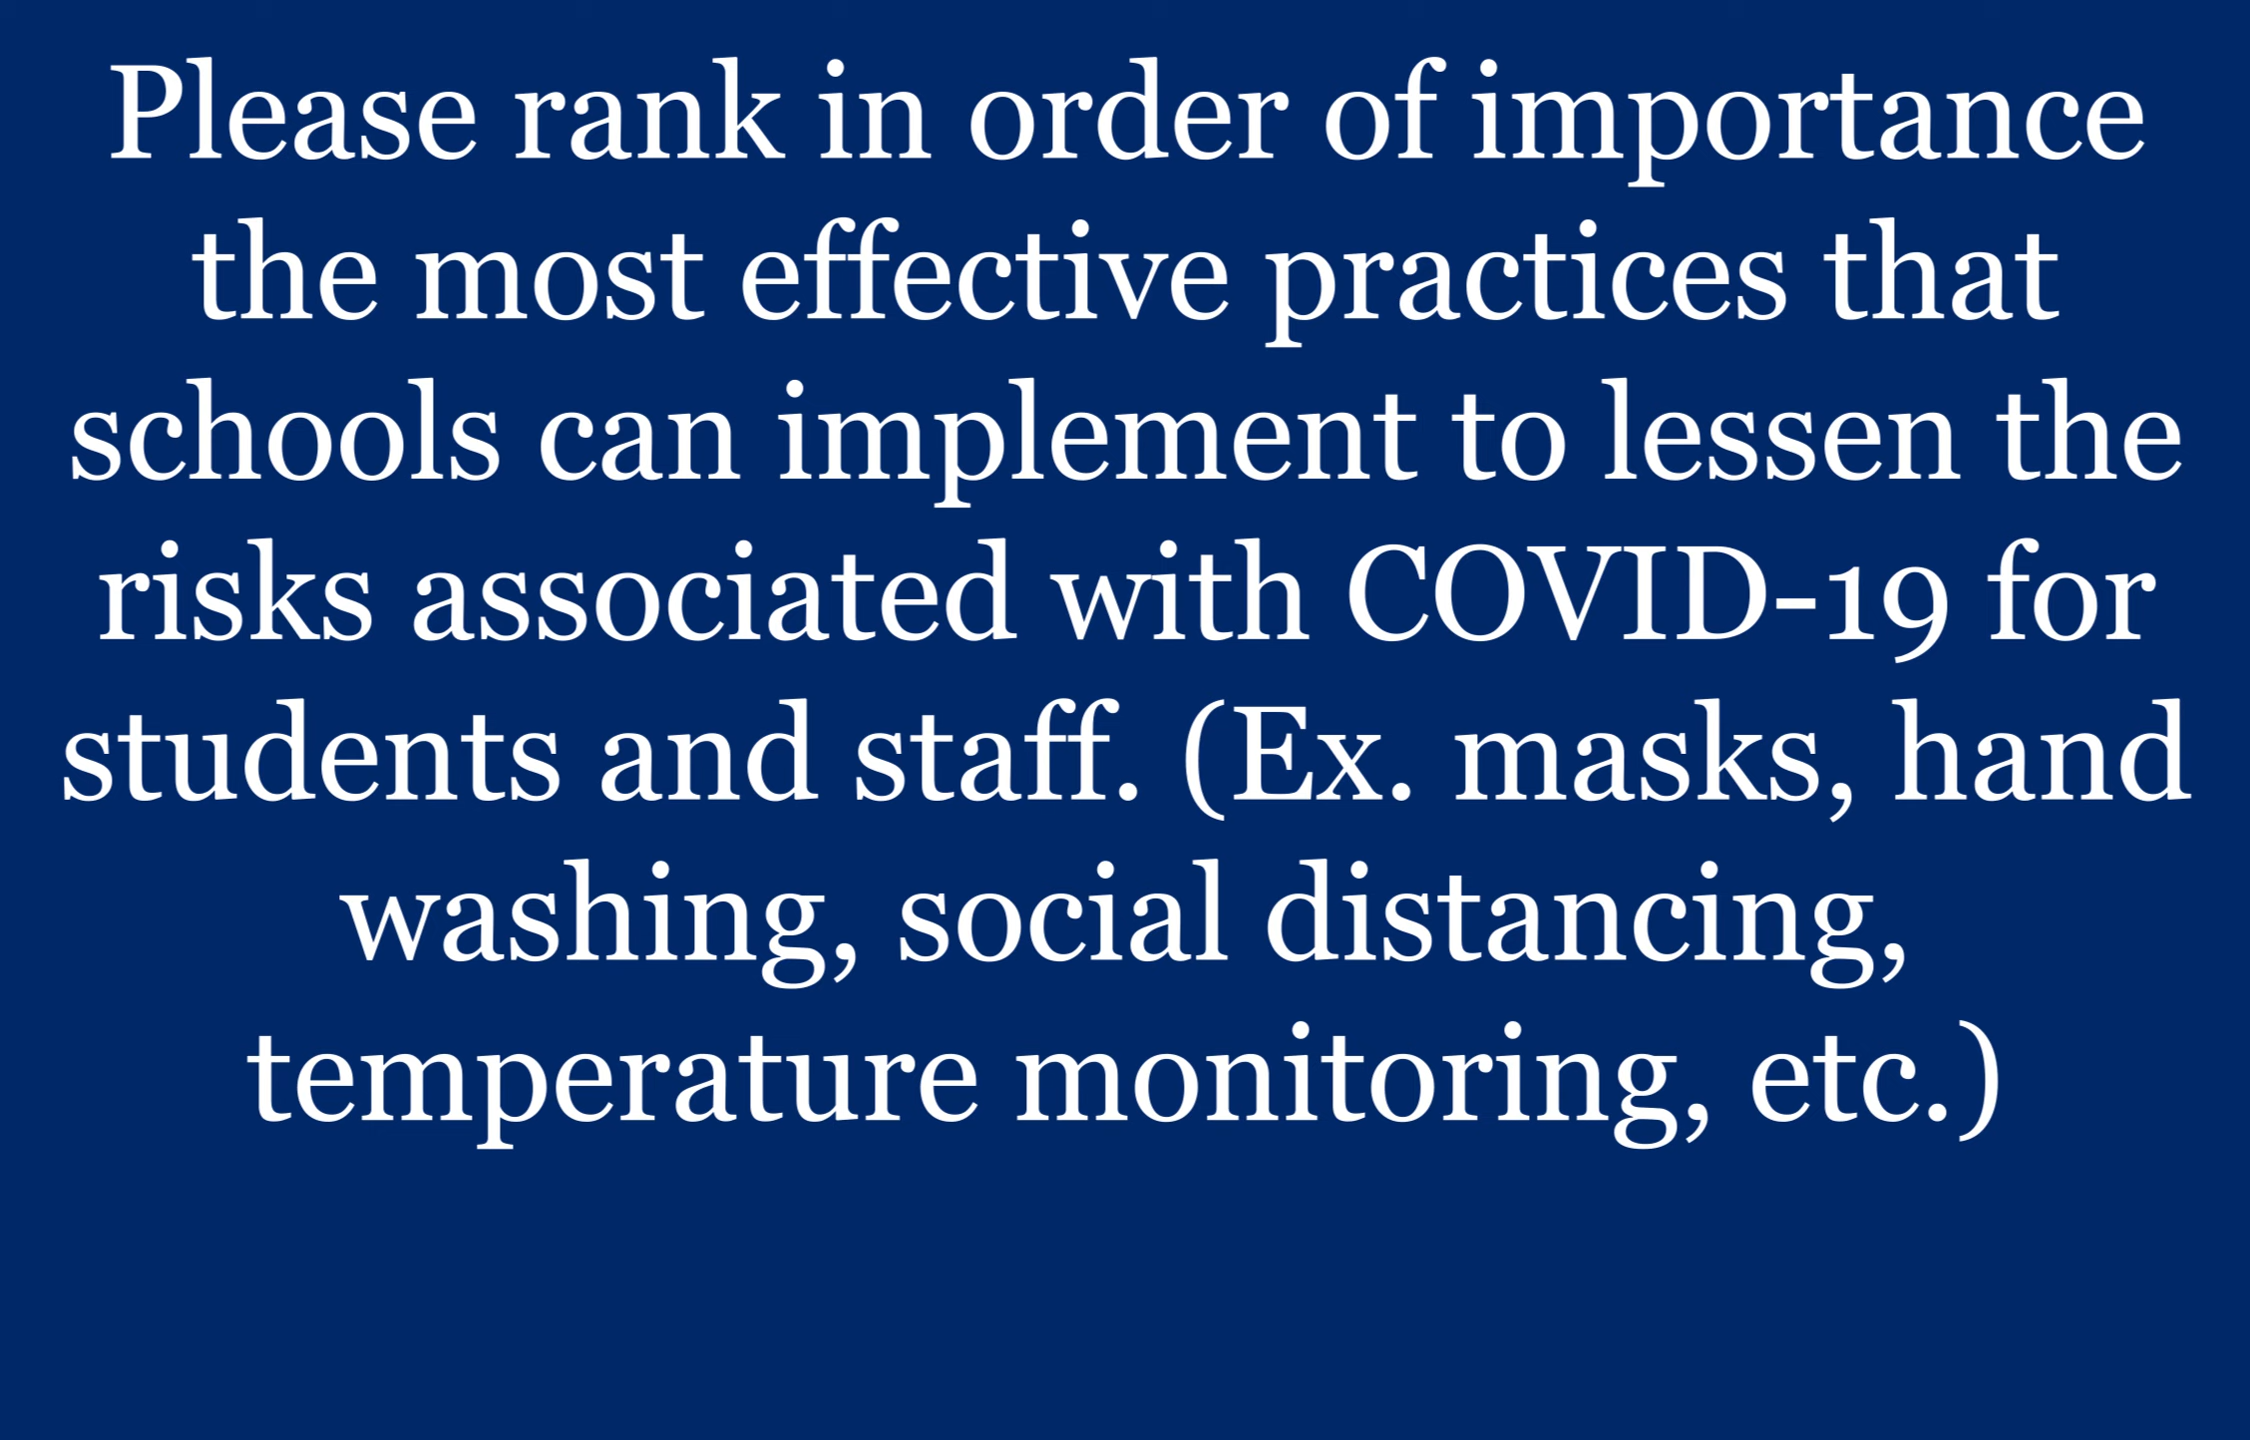 Please rank in order of importance
the most effective practices that
schools can implement to lessen the
risks associated with COVID-19 for
students and staff. (Ex. masks, hand
washing, social distancing,
temperature monitoring, etc.)